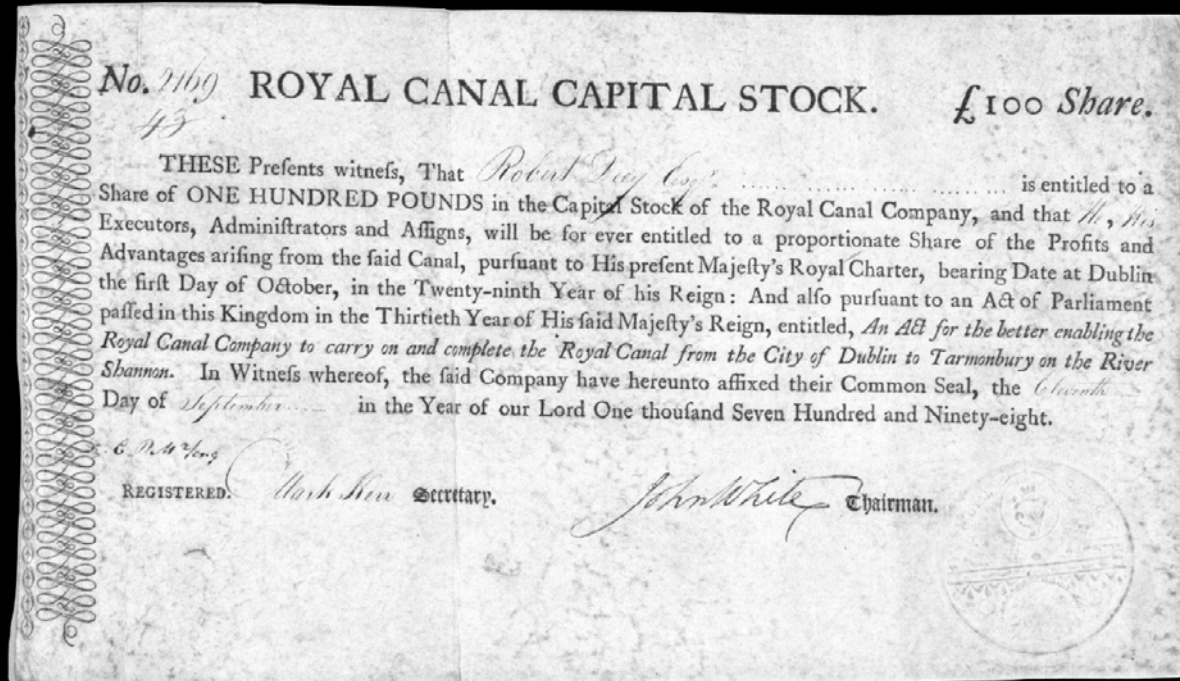 No. 2169 ROYAL CANAL CAPITAL STOCK. £100 Share.
43
THESE Preſents witneſs, That Robert Deey Esqr. is entitled to a
Share of ONE HUNDRED POUNDS in the Capital Stock of the Royal Canal Company, and that He, His
Executors, Adminiſtrators and Aſſigns, will be for ever entitled to a proportionate Share of the Profits and
Advantages ariſing from the ſaid Canal, purſuant to His preſent Majeſty's Royal Charter, bearing Date at Dublin
the firſt Day of October, in the Twenty-ninth Year of his Reign: And alſo purſuant to an Act of Parliament
paſſed in this Kingdom in the Thirtieth Year of His ſaid Majeſty's Reign, entitled, An Act for the better enabling the
Royal Canal Company to carry on and complete the Royal Canal from the City of Dublin to Tarmonbury on the River
Shannon. In Witneſs whereof, the ſaid Company have hereunto affixed their Common Seal, the Eleventh
Day of September in the Year of our Lord One thouſand Seven Hundred and Ninety-eight.
REGISTERED. Mark Kerr Secretary. John White Chairman.